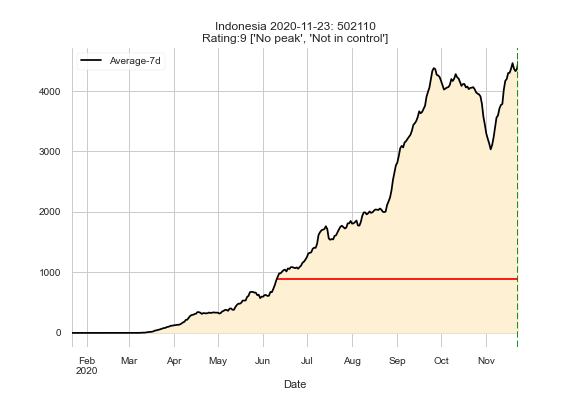 Indonesia 2020-11-23: 502110
Rating:9 ['No peak', 'Not in control']
Average-7d
4000
3000
2000
1000
0
Feb Mar Apr May Jun Jul Aug Sep Oct Nov
2020
Date